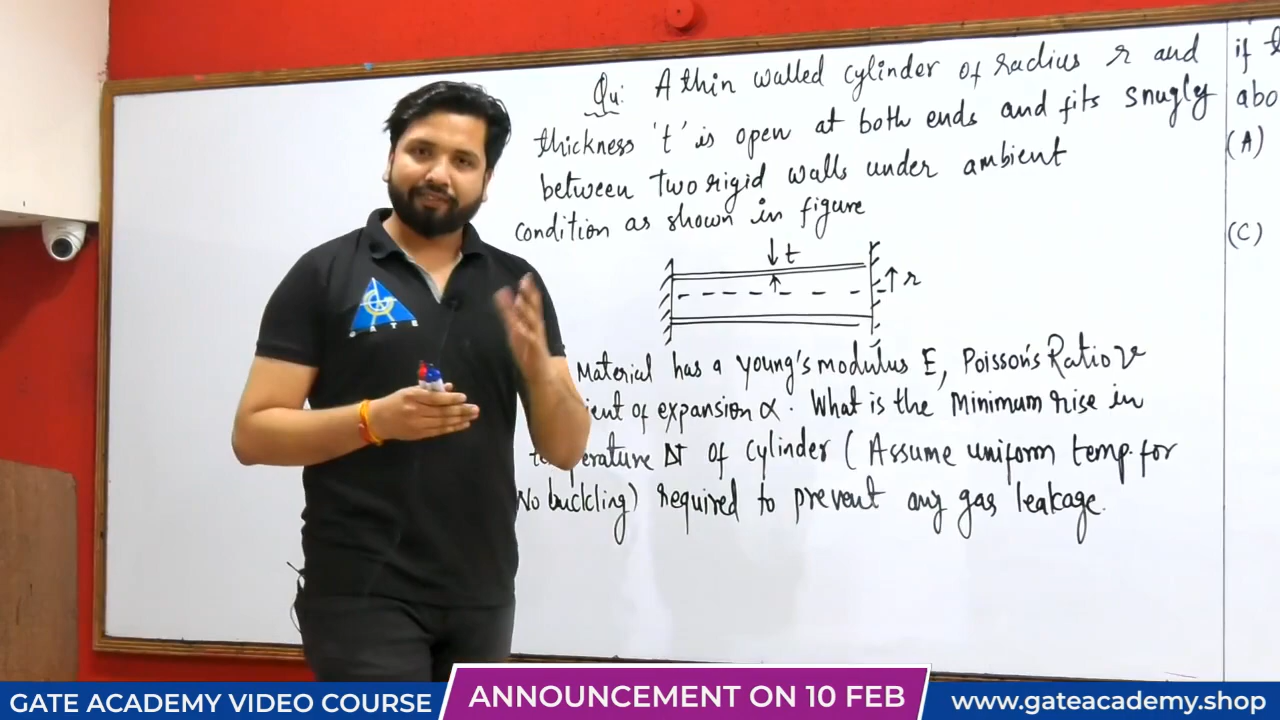 Qu: A thin walled cylinder of radius r and
thickness 't' is open at both ends and fits snugly
between two rigid walls under ambient
condition as shown in figure
t
r
Material has a young's modulus E, Poisson's Ratio ν
ient of expansion α. What is the Minimum rise in
temperature ΔT of cylinder ( Assume uniform temp. for
No buckling) required to prevent any gas leakage.
if
abo
(A)
(C)
GATE
GATE ACADEMY VIDEO COURSE
ANNOUNCEMENT ON 10 FEB
www.gateacademy.shop